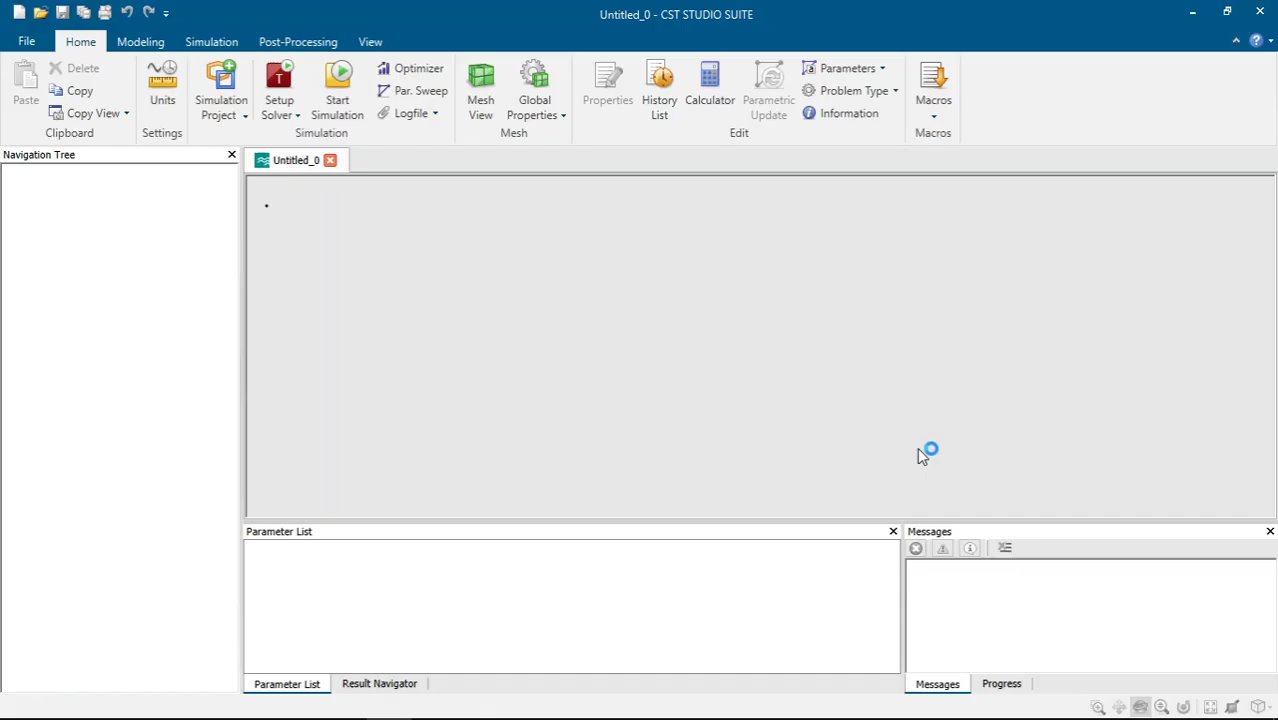 Untitled_0 - CST STUDIO SUITE
File Home Modeling Simulation Post-Processing View
Paste
Delete
Copy
Copy View
Clipboard
Units
Settings
Simulation
Project
Setup
Solver
Start
Simulation
Optimizer
Par. Sweep
Logfile
Simulation
Mesh
View
Global
Properties
Mesh
Properties
History
List
Calculator
Parametric
Update
Parameters
Problem Type
Information
Edit
Macros
Macros
Navigation Tree
Untitled_0
Parameter List
Messages
Parameter List Result Navigator
Messages Progress